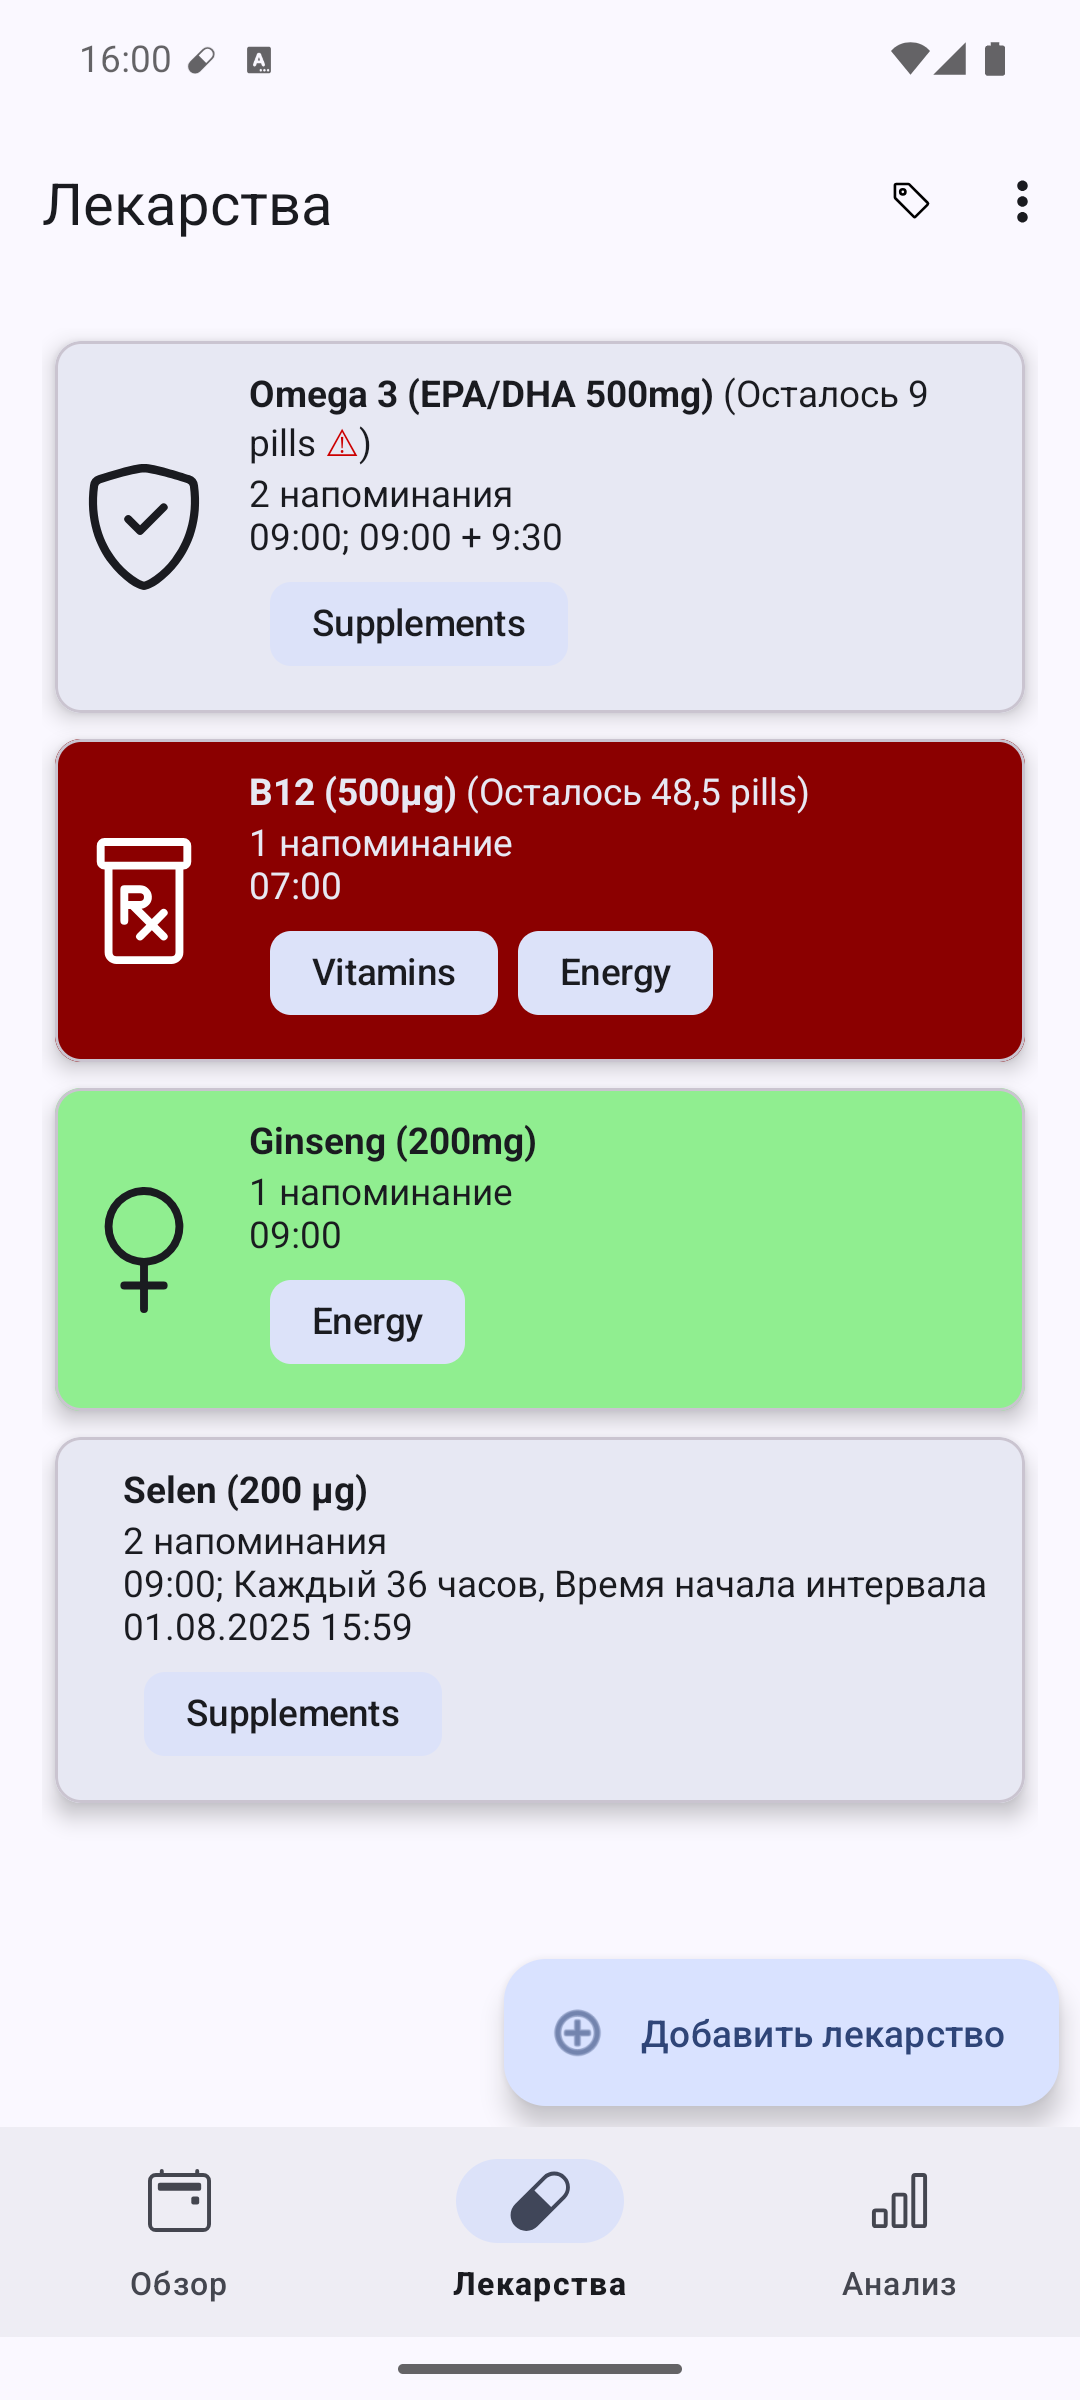 16:00
Лекарства
Omega 3 (EPA/DHA 500mg) (Осталось 9
pills ⚠)
2 напоминания
09:00; 09:00 + 9:30
Supplements
B12 (500µg) (Осталось 48,5 pills)
1 напоминание
07:00
Vitamins Energy
Ginseng (200mg)
1 напоминание
09:00
Energy
Selen (200 µg)
2 напоминания
09:00; Каждый 36 часов, Время начала интервала
01.08.2025 15:59
Supplements
Добавить лекарство
Обзор Лекарства Анализ